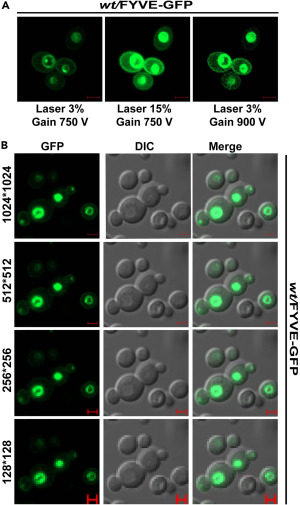 A
wt/FYVE-GFP
Laser 3% Laser 15% Laser 3%
Gain 750 V Gain 750 V Gain 900 V
B
GFP DIC Merge
1024*1024
512*512
256*256
128*128
wt/FYVE-GFP